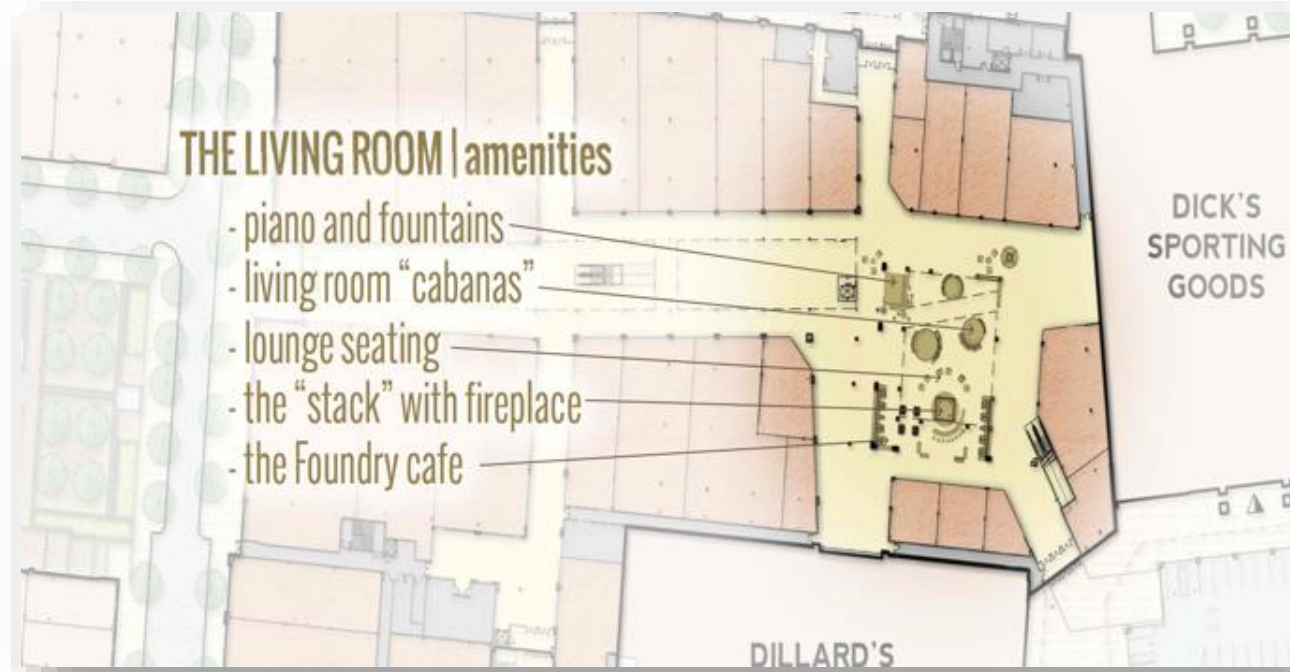 THE LIVING ROOM | amenities
- piano and fountains
- living room “cabanas”
- lounge seating
- the “stack” with fireplace
- the Foundry cafe
DICK'S
SPORTING
GOODS
DILLARD'S